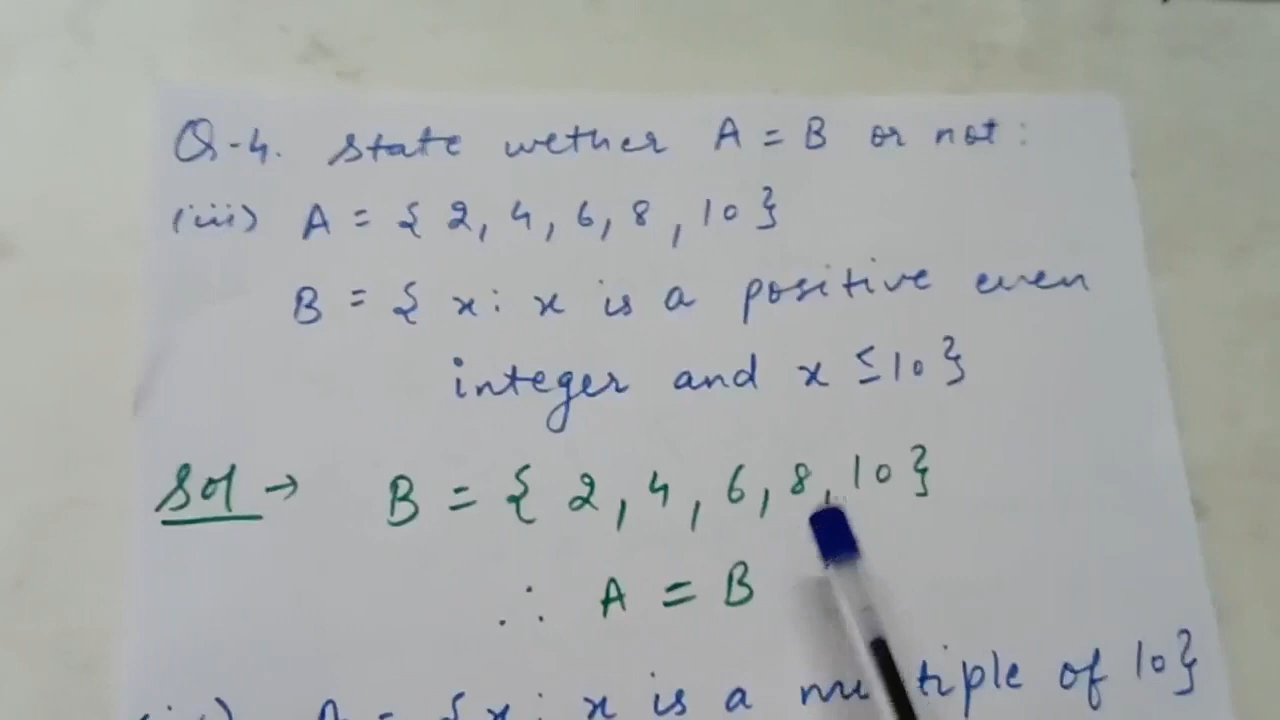 Q-4. State wether A = B or not :
(iii) A = { 2, 4, 6, 8, 10 }
B = { x : x is a positive even
integer and x ≤ 10 }
Sol → B = { 2, 4, 6, 8, 10 }
∴ A = B
A = { x : x is a multiple of 10 }